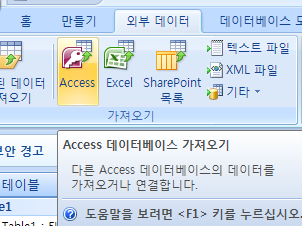 홈 만들기 외부 데이터 데이터베이스 도
Access Excel SharePoint 목록
텍스트 파일
XML 파일
기타
데이터
져오기
가져오기
보안 경고
Access 데이터베이스 가져오기
다른 Access 데이터베이스의 데이터를
가져오거나 연결합니다.
테이블
도움말을 보려면 <F1> 키를 누르십시오.